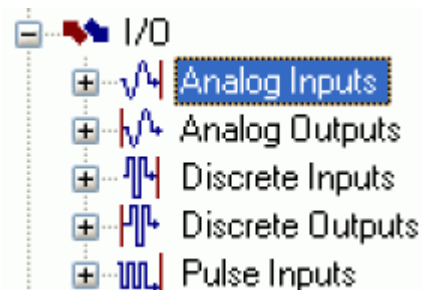 I/O
Analog Inputs
Analog Outputs
Discrete Inputs
Discrete Outputs
Pulse Inputs